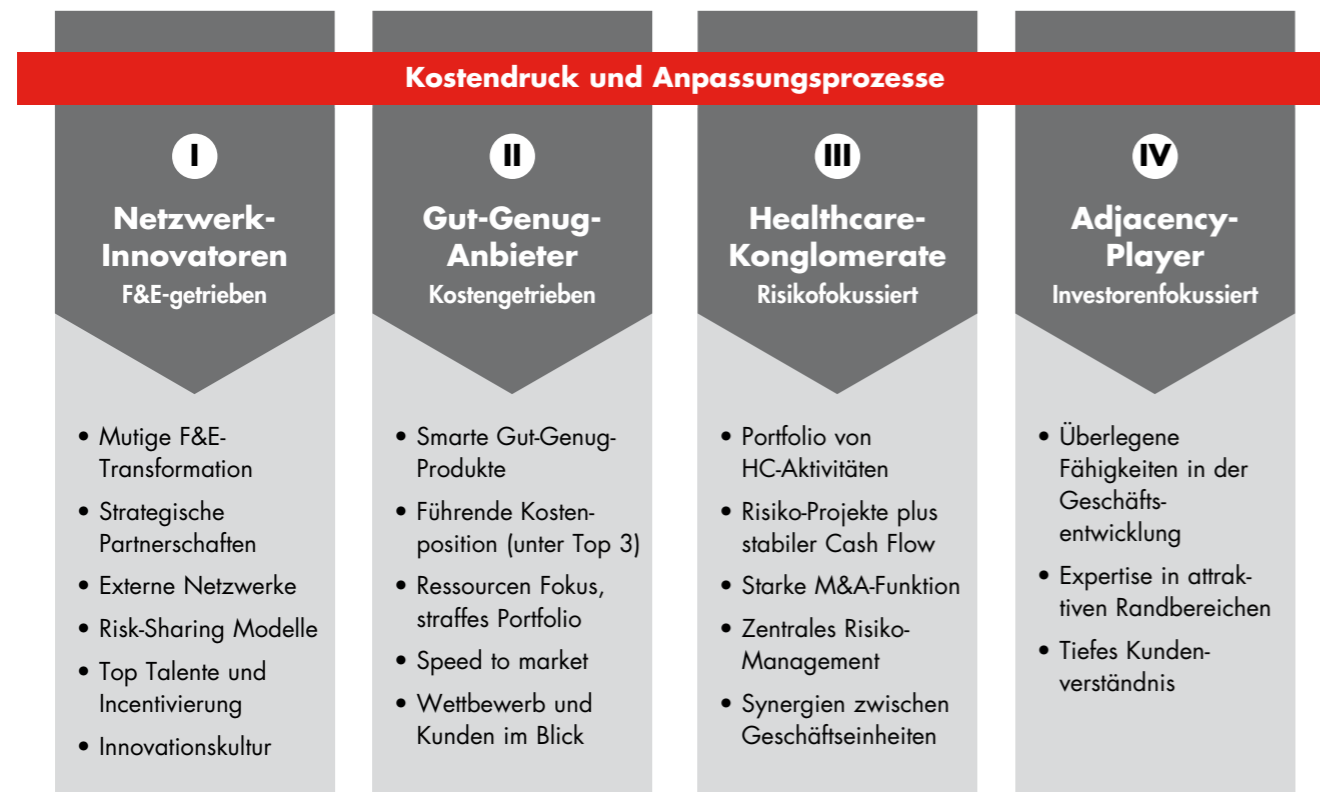 Kostendruck und Anpassungsprozesse
I
Netzwerk-
Innovatoren
F&E-getrieben
• Mutige F&E-
Transformation
• Strategische
Partnerschaften
• Externe Netzwerke
• Risk-Sharing Modelle
• Top Talente und
Incentivierung
• Innovationskultur
II
Gut-Genug-
Anbieter
Kostengetrieben
• Smarte Gut-Genug-
Produkte
• Führende Kosten-
position (unter Top 3)
• Ressourcen Fokus,
straffes Portfolio
• Speed to market
• Wettbewerb und
Kunden im Blick
III
Healthcare-
Konglomerate
Risikofokussiert
• Portfolio von
HC-Aktivitäten
• Risiko-Projekte plus
stabiler Cash Flow
• Starke M&A-Funktion
• Zentrales Risiko-
Management
• Synergien zwischen
Geschäftseinheiten
IV
Adjacency-
Player
Investorenfokussiert
• Überlegene
Fähigkeiten in der
Geschäfts-
entwicklung
• Expertise in attrak-
tiven Randbereichen
• Tiefes Kunden-
verständnis